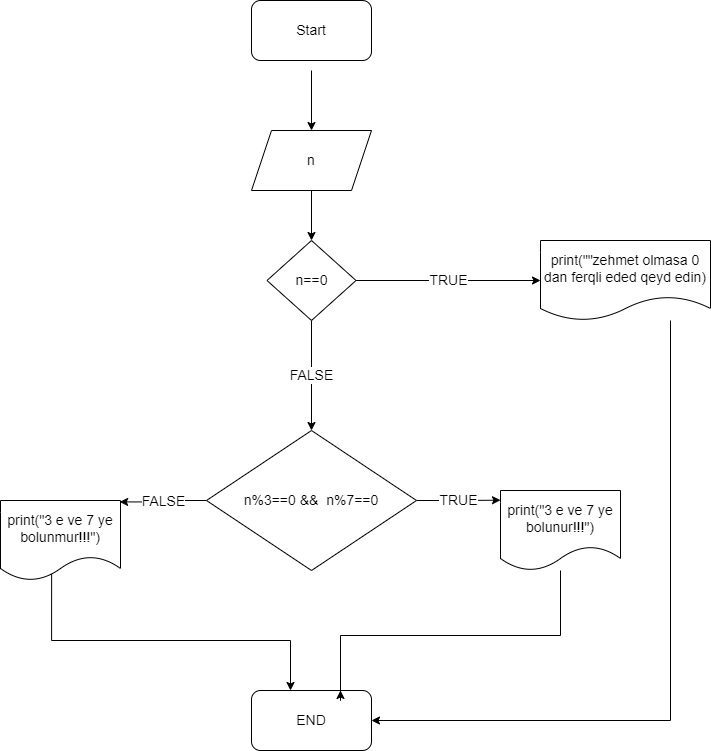 Start
n
n==0
TRUE
print(""zehmet olmasa 0
dan ferqli eded qeyd edin)
FALSE
n%3==0 && n%7==0
FALSE
print("3 e ve 7 ye
bolunmur!!!")
TRUE
print("3 e ve 7 ye
bolunur!!!")
END